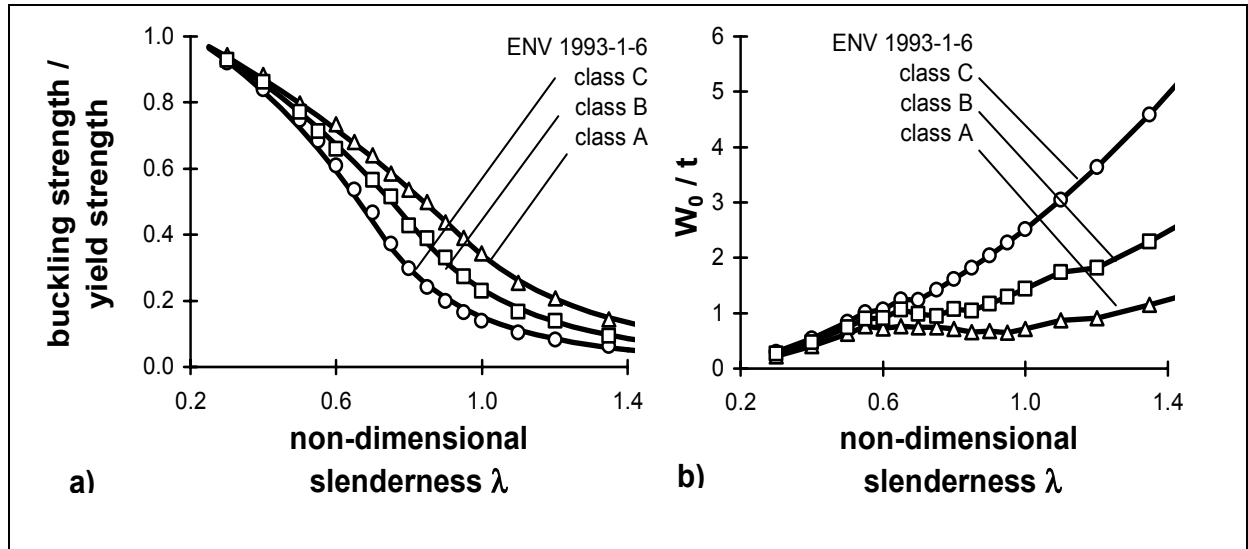 buckling strength /
yield strength
1.0
0.8
0.6
0.4
0.2
0.0
0.2
0.6
1.0
1.4
ENV 1993-1-6
class C
class B
class A
non-dimensional
slenderness λ
a)
W₀ / t
6
5
4
3
2
1
0
0.2
0.6
1.0
1.4
ENV 1993-1-6
class C
class B
class A
non-dimensional
slenderness λ
b)